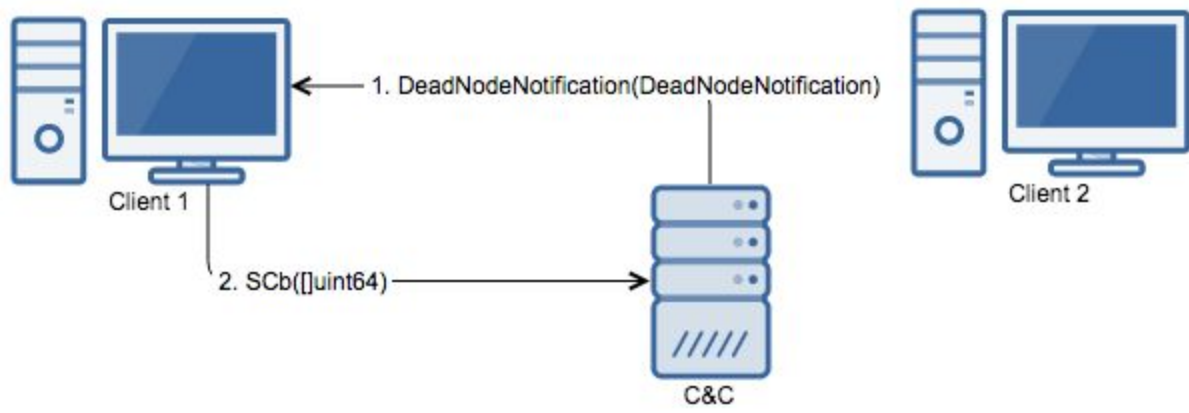 1. DeadNodeNotification(DeadNodeNotification)
Client 1
Client 2
2. SCb([]uint64)
C&C